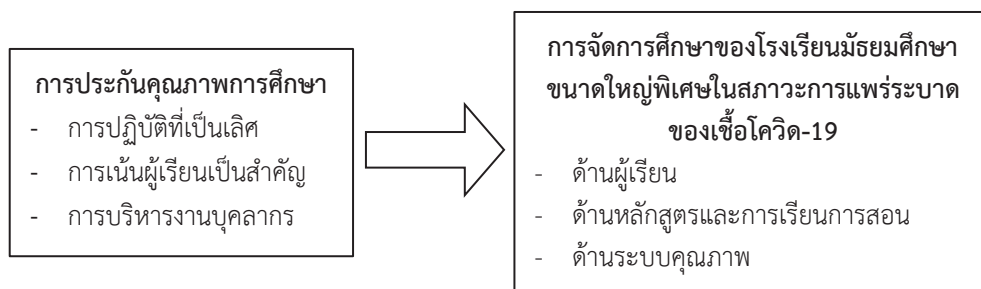 การประกันคุณภาพการศึกษา
- การปฏิบัติที่เป็นเลิศ
- การเน้นผู้เรียนเป็นสำคัญ
- การบริหารงานบุคลากร
การจัดการศึกษาของโรงเรียนมัธยมศึกษา
ขนาดใหญ่พิเศษในสภาวะการแพร่ระบาด
ของเชื้อโควิด-19
- ด้านผู้เรียน
- ด้านหลักสูตรและการเรียนการสอน
- ด้านระบบคุณภาพ